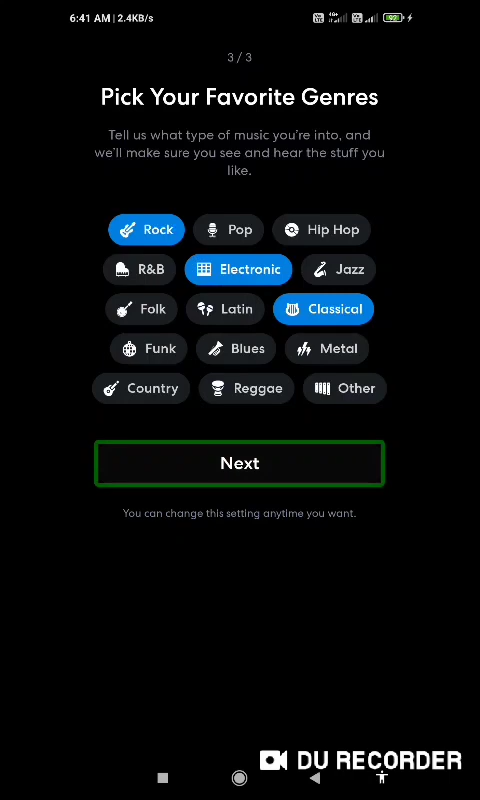 6:41 AM | 2.4KB/s
3 / 3
Pick Your Favorite Genres
Tell us what type of music you're into, and
we'll make sure you see and hear the stuff you
like.
Rock Pop Hip Hop
R&B Electronic Jazz
Folk Latin Classical
Funk Blues Metal
Country Reggae Other
Next
You can change this setting anytime you want.
DU RECORDER